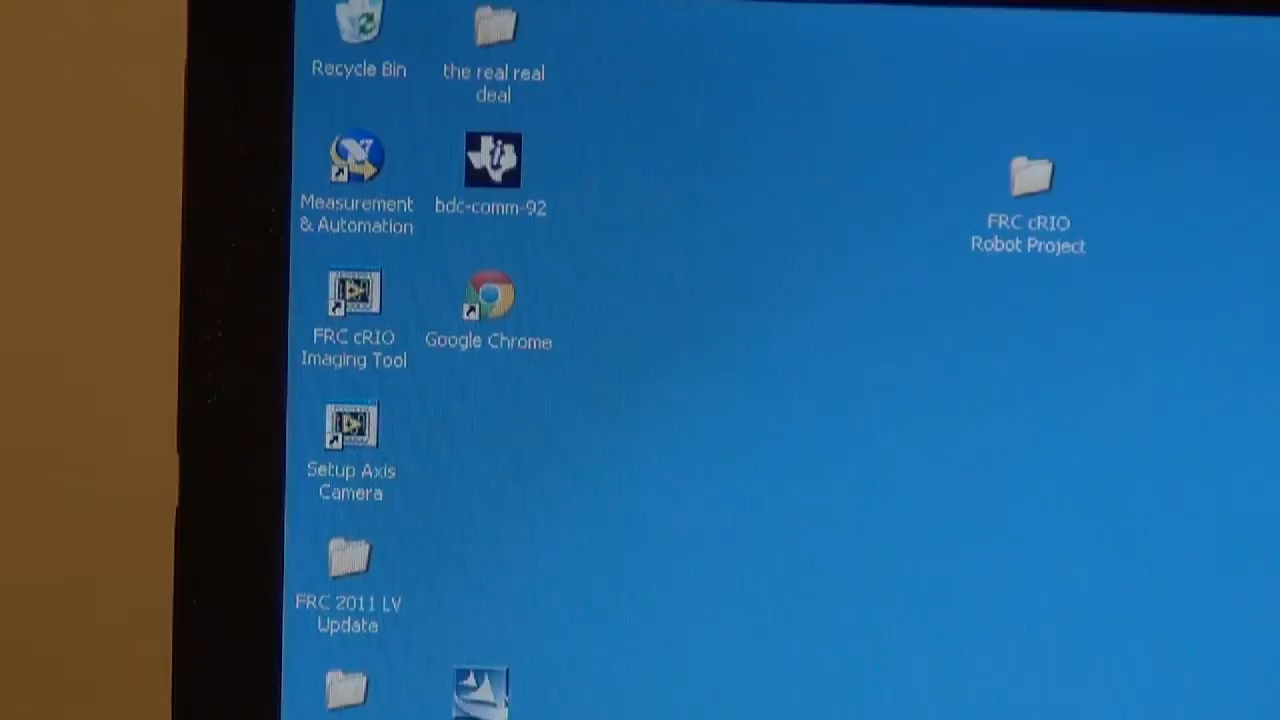 Recycle Bin
the real real
deal
Measurement
& Automation
bdc-comm-92
FRC cRIO
Robot Project
FRC cRIO
Imaging Tool
Google Chrome
Setup Axis
Camera
FRC 2011 LV
Update